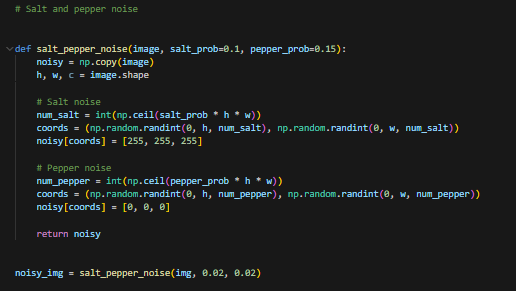 # Salt and pepper noise
def salt_pepper_noise(image, salt_prob=0.1, pepper_prob=0.15):
    noisy = np.copy(image)
    h, w, c = image.shape
    # Salt noise
    num_salt = int(np.ceil(salt_prob * h * w))
    coords = (np.random.randint(0, h, num_salt), np.random.randint(0, w, num_salt))
    noisy[coords] = [255, 255, 255]
    # Pepper noise
    num_pepper = int(np.ceil(pepper_prob * h * w))
    coords = (np.random.randint(0, h, num_pepper), np.random.randint(0, w, num_pepper))
    noisy[coords] = [0, 0, 0]
    return noisy
noisy_img = salt_pepper_noise(img, 0.02, 0.02)